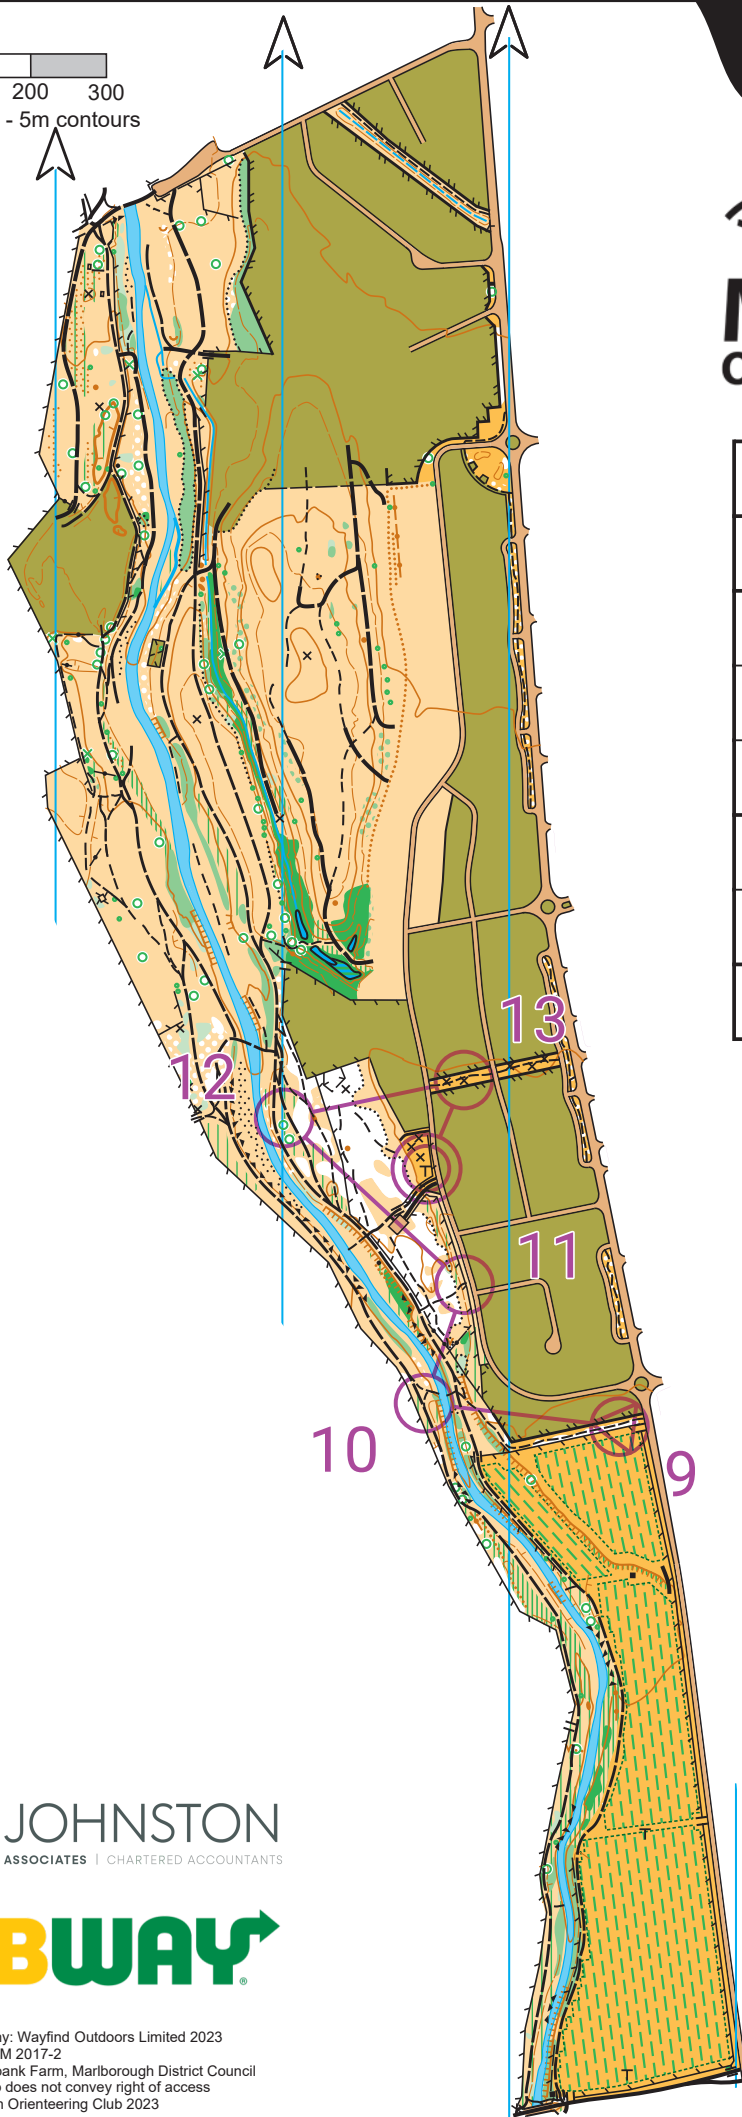 200 300
- 5m contours
13
12
11
10
9
JOHNSTON
ASSOCIATES | CHARTERED ACCOUNTANTS
BWAY
y: Wayfind Outdoors Limited 2023
M 2017-2
bank Farm, Marlborough District Council
does not convey right of access
Orienteering Club 2023